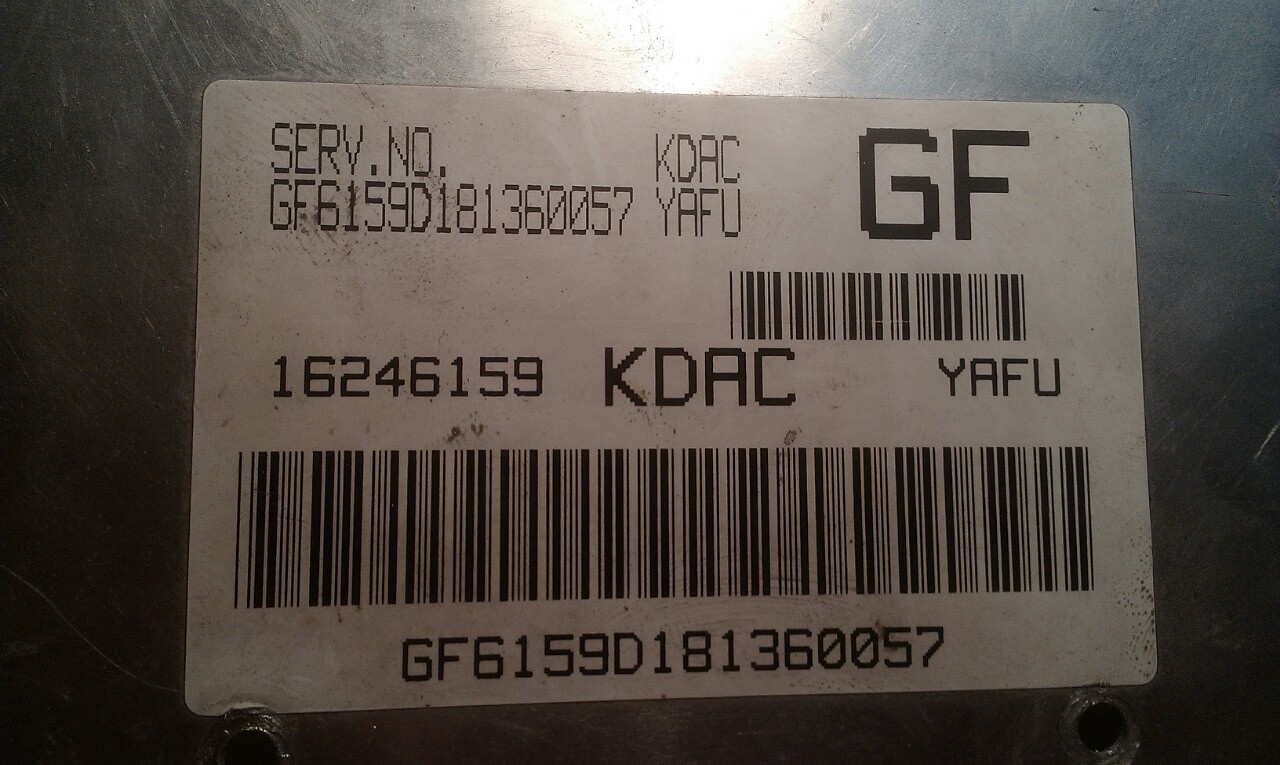 SERV.NO. KDAC GF
GF6159D181360057 YAFU
16246159 KDAC YAFU
GF6159D181360057